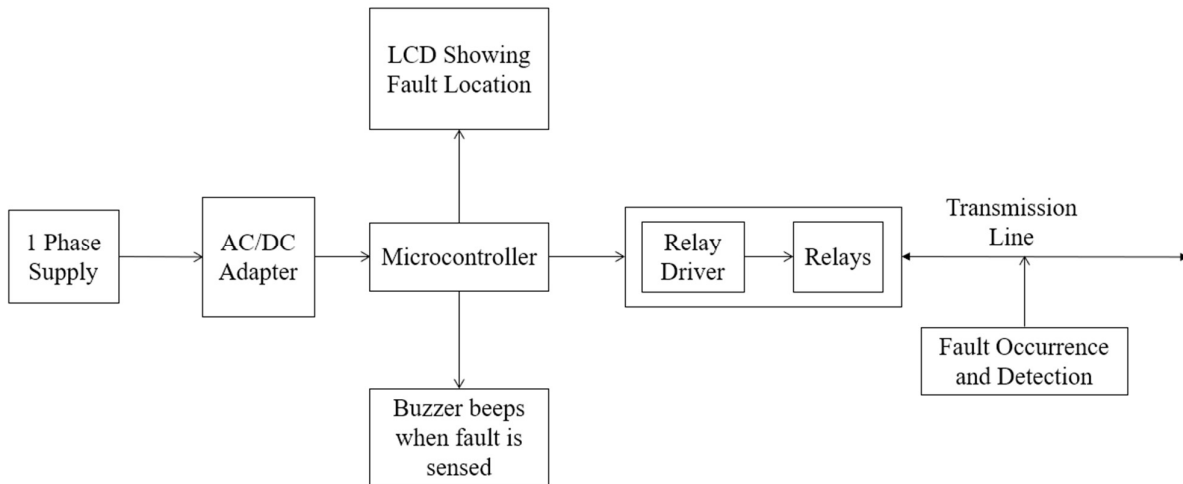 LCD Showing
Fault Location
1 Phase
Supply
AC/DC
Adapter
Microcontroller
Relay
Driver
Relays
Transmission
Line
Fault Occurrence
and Detection
Buzzer beeps
when fault is
sensed